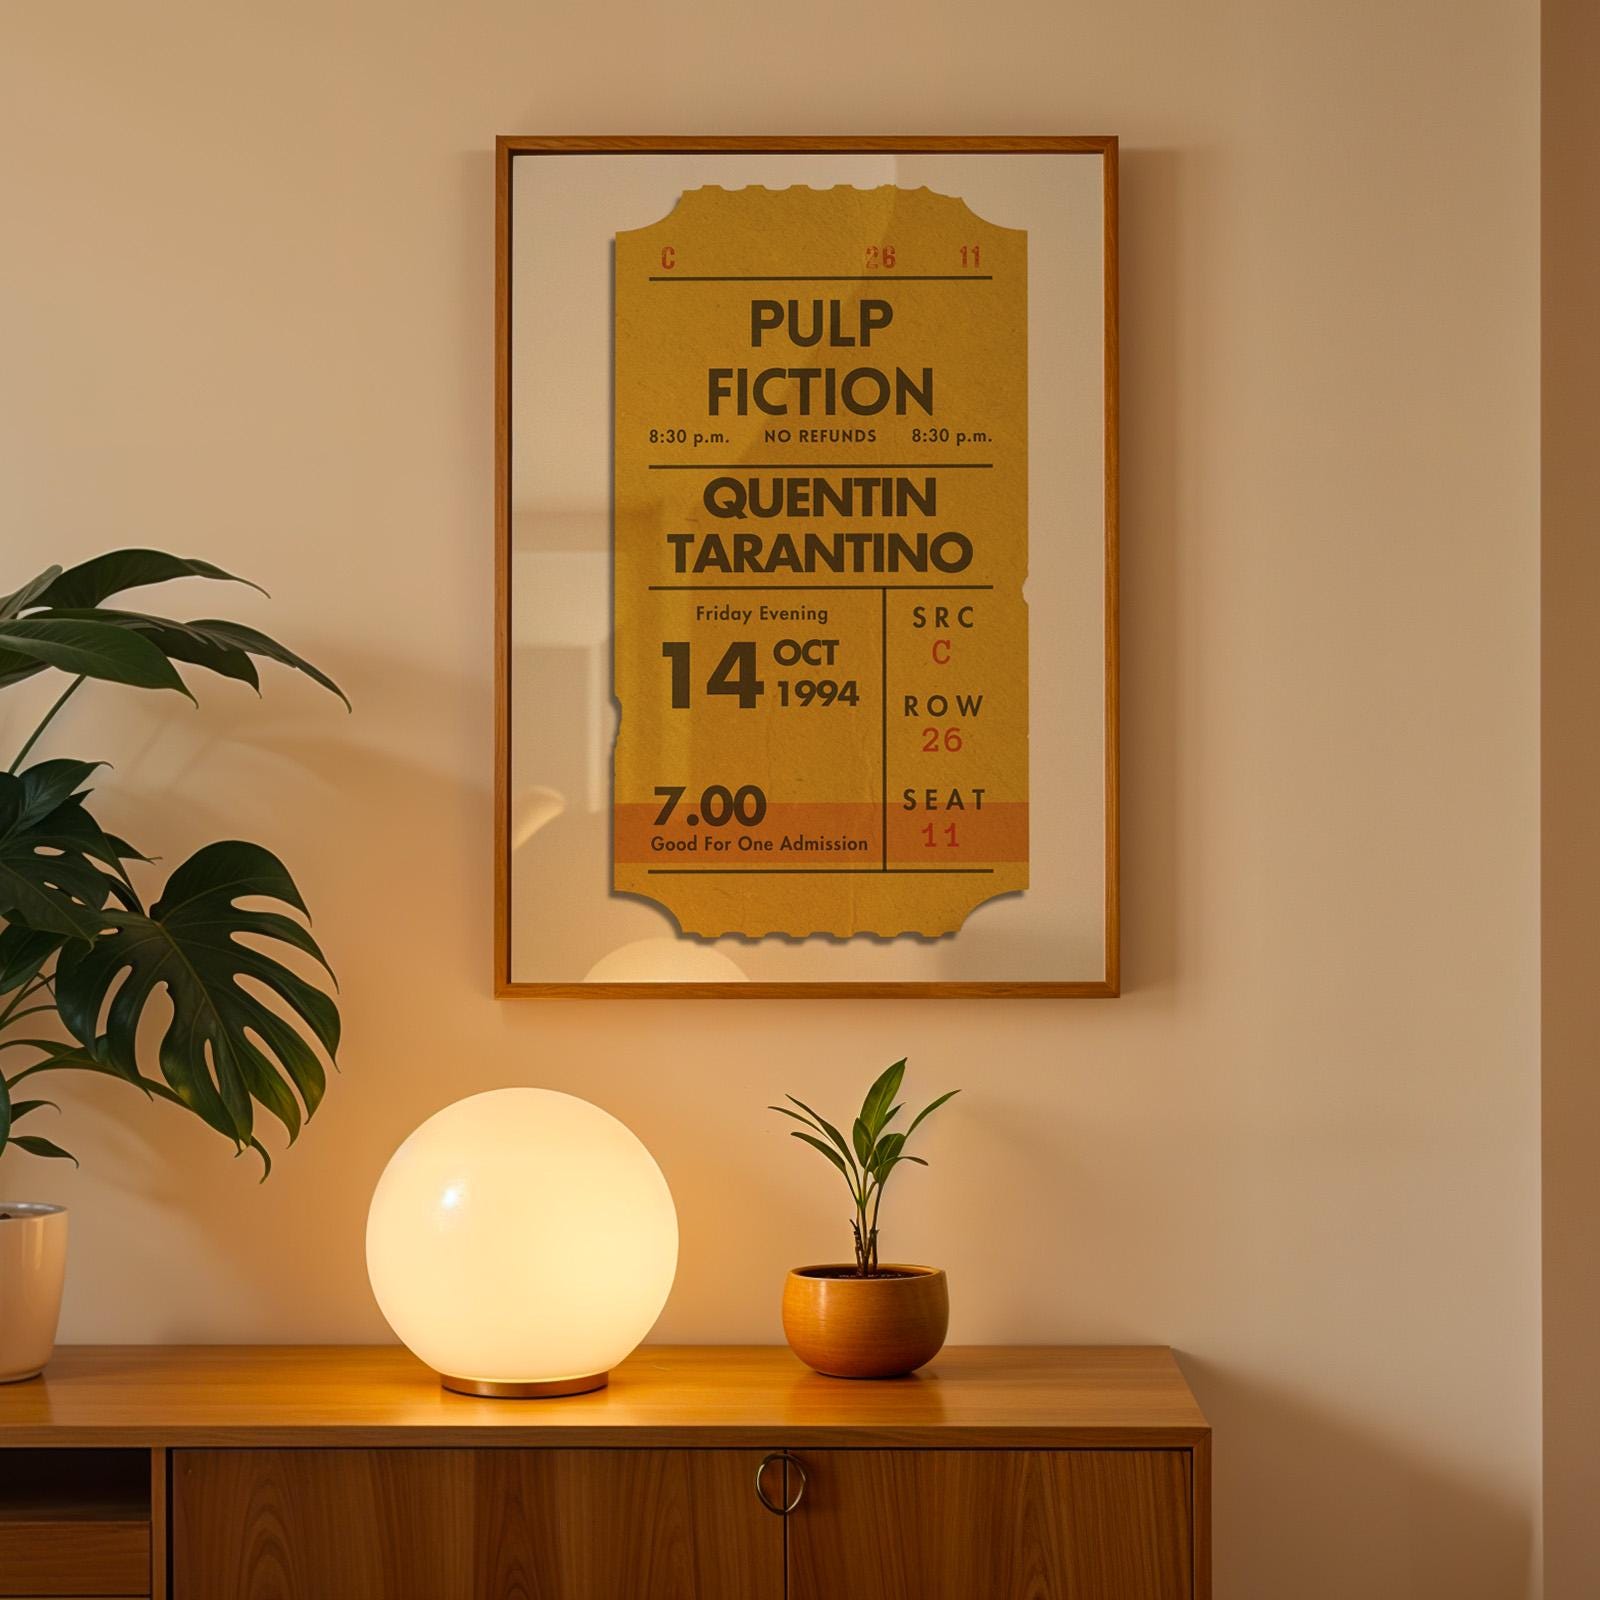 C 26 11
PULP
FICTION
8:30 p.m. NO REFUNDS 8:30 p.m.
QUENTIN
TARANTINO
Friday Evening
14 OCT
1994
7.00
Good For One Admission
SRC
C
ROW
26
SEAT
11